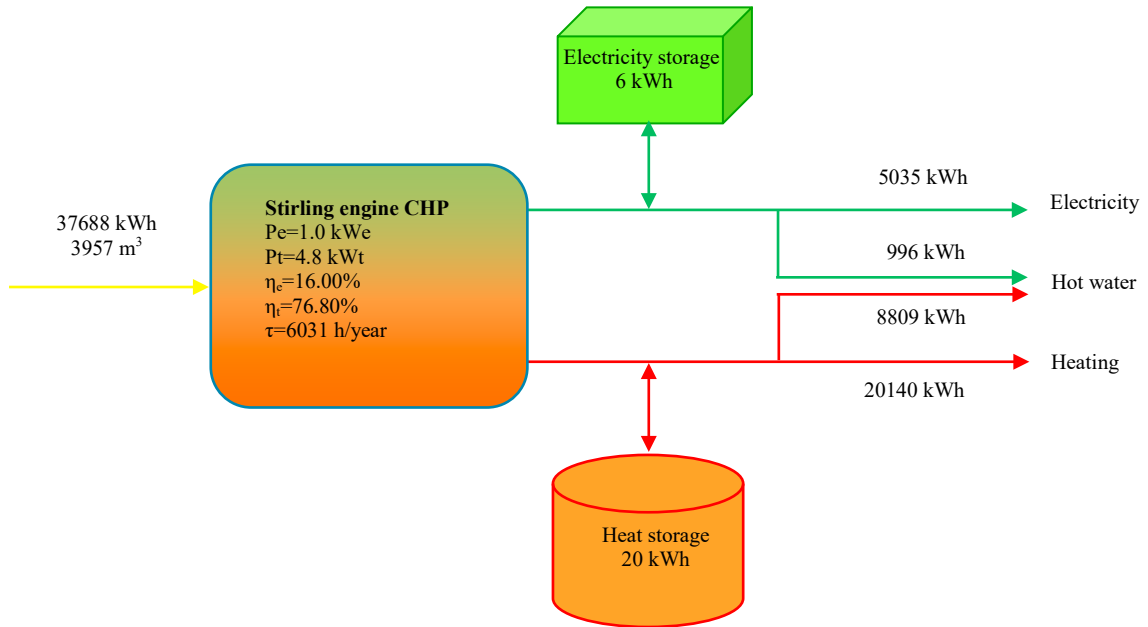 Electricity storage
6 kWh
37688 kWh
3957 m³
Stirling engine CHP
Pe=1.0 kWe
Pt=4.8 kWt
ηₑ=16.00%
ηₜ=76.80%
τ=6031 h/year
5035 kWh
Electricity
996 kWh
Hot water
8809 kWh
Heating
20140 kWh
Heat storage
20 kWh